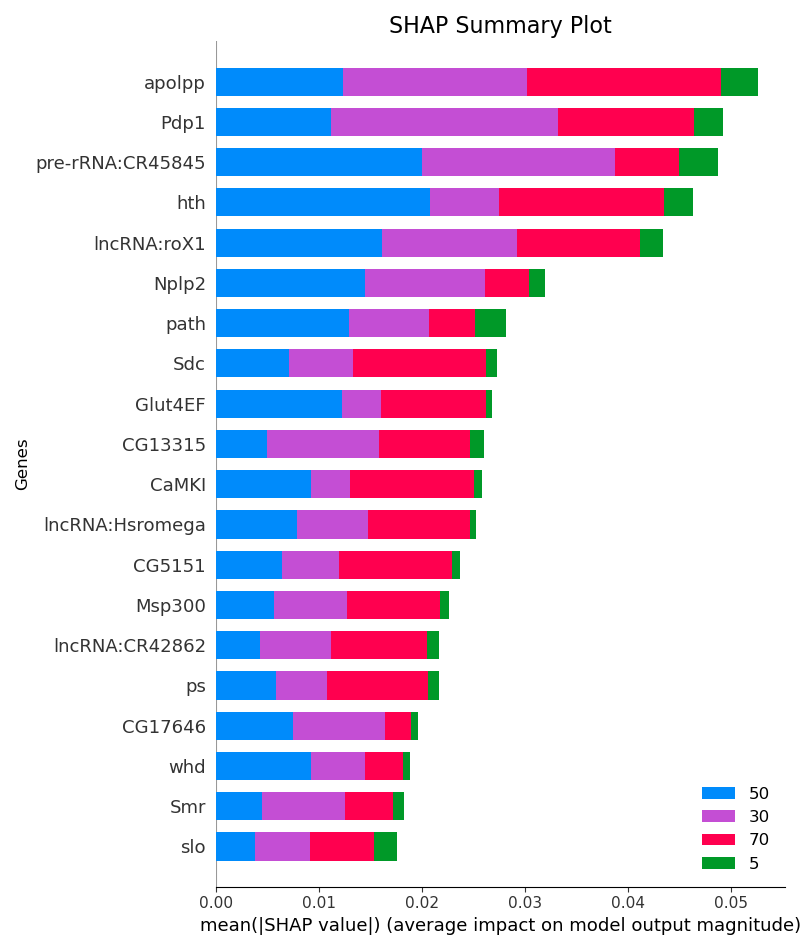 SHAP Summary Plot
apolpp
Pdp1
pre-rRNA:CR45845
hth
lncRNA:roX1
Nplp2
path
Sdc
Glut4EF
CG13315
CaMKI
lncRNA:Hsromega
CG5151
Msp300
lncRNA:CR42862
ps
CG17646
whd
Smr
slo
Genes
50
30
70
5
0.00 0.01 0.02 0.03 0.04 0.05
mean(|SHAP value|) (average impact on model output magnitude)